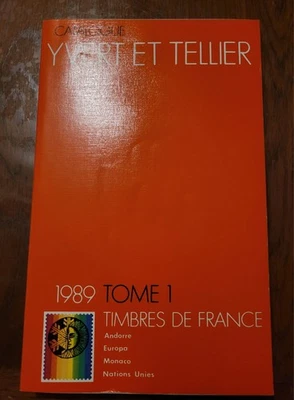 CATALOGUE
YVERT ET TELLIER
1989 TOME 1
TIMBRES DE FRANCE
Andorre
Europa
Monaco
Nations Unies